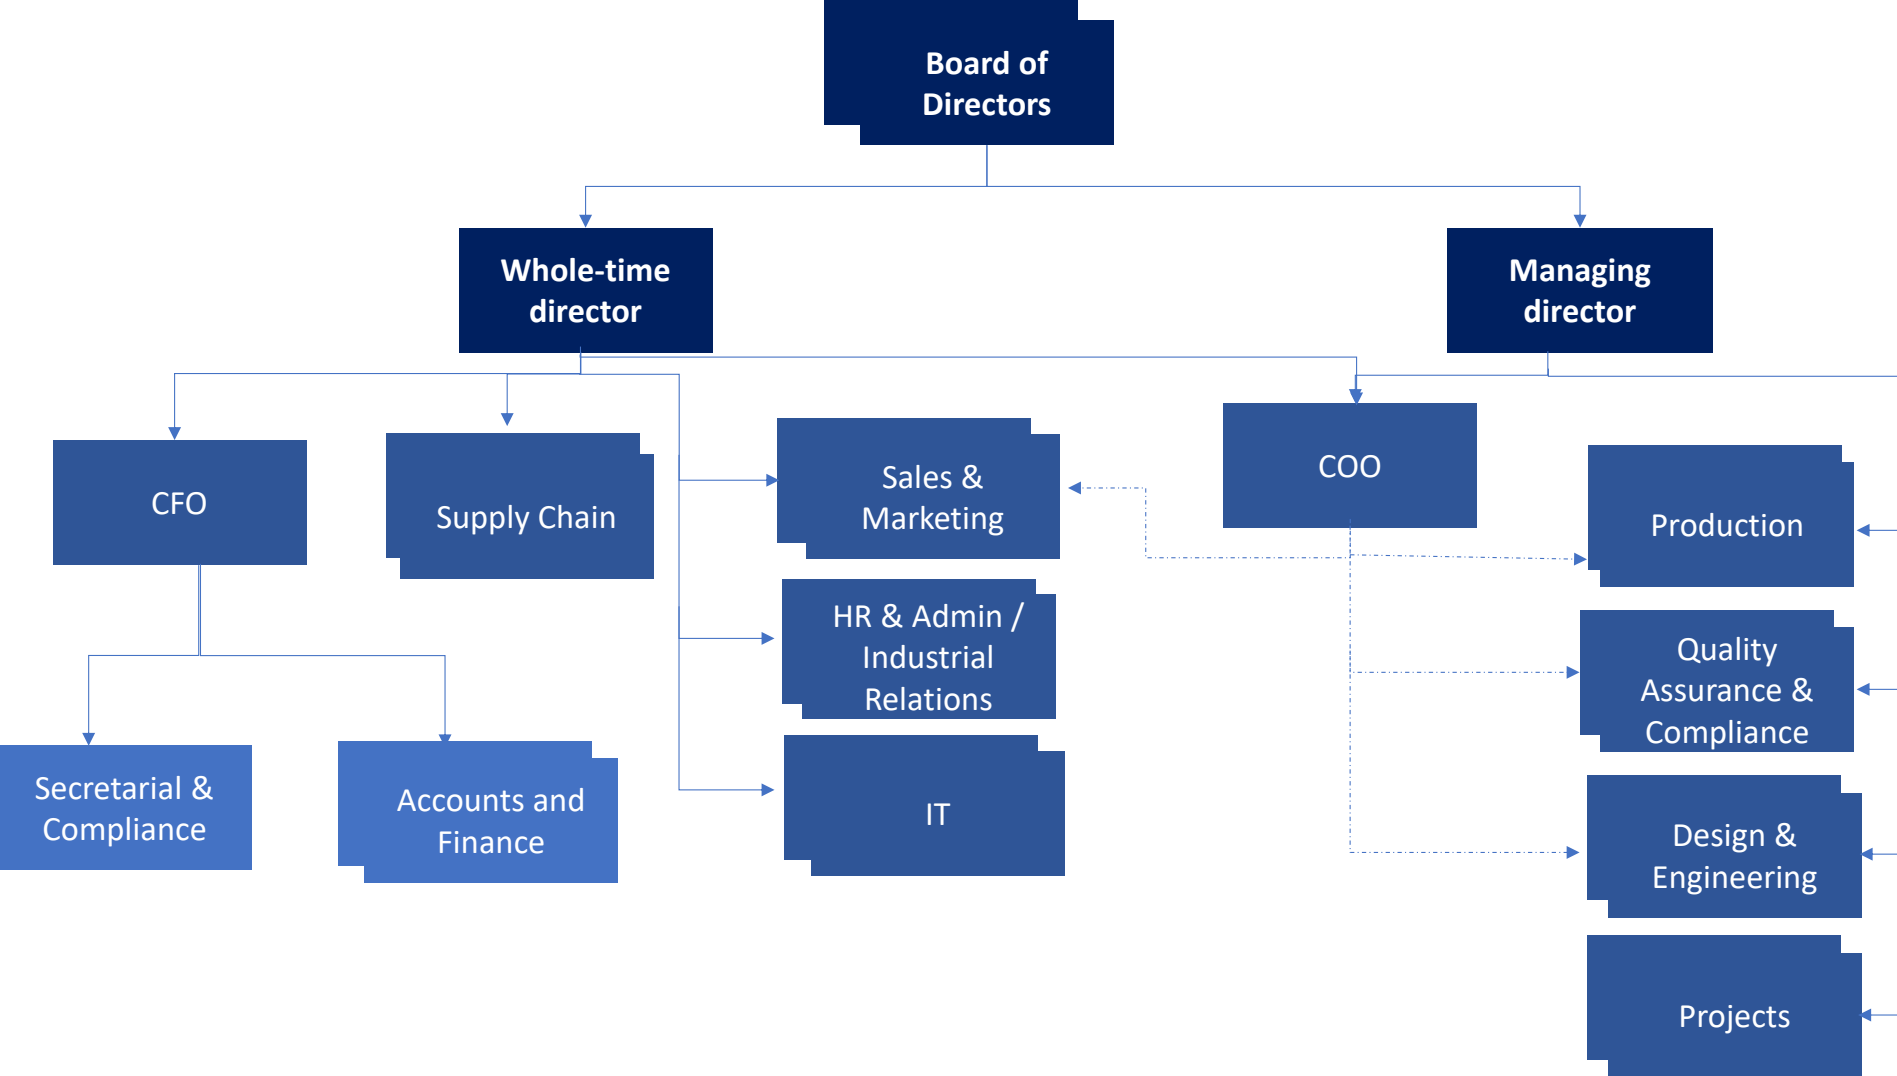 Board of
Directors
Whole-time
director
Managing
director
CFO
Supply Chain
Sales &
Marketing
COO
Production
HR & Admin /
Industrial
Relations
Quality
Assurance &
Compliance
Secretarial &
Compliance
Accounts and
Finance
IT
Design &
Engineering
Projects